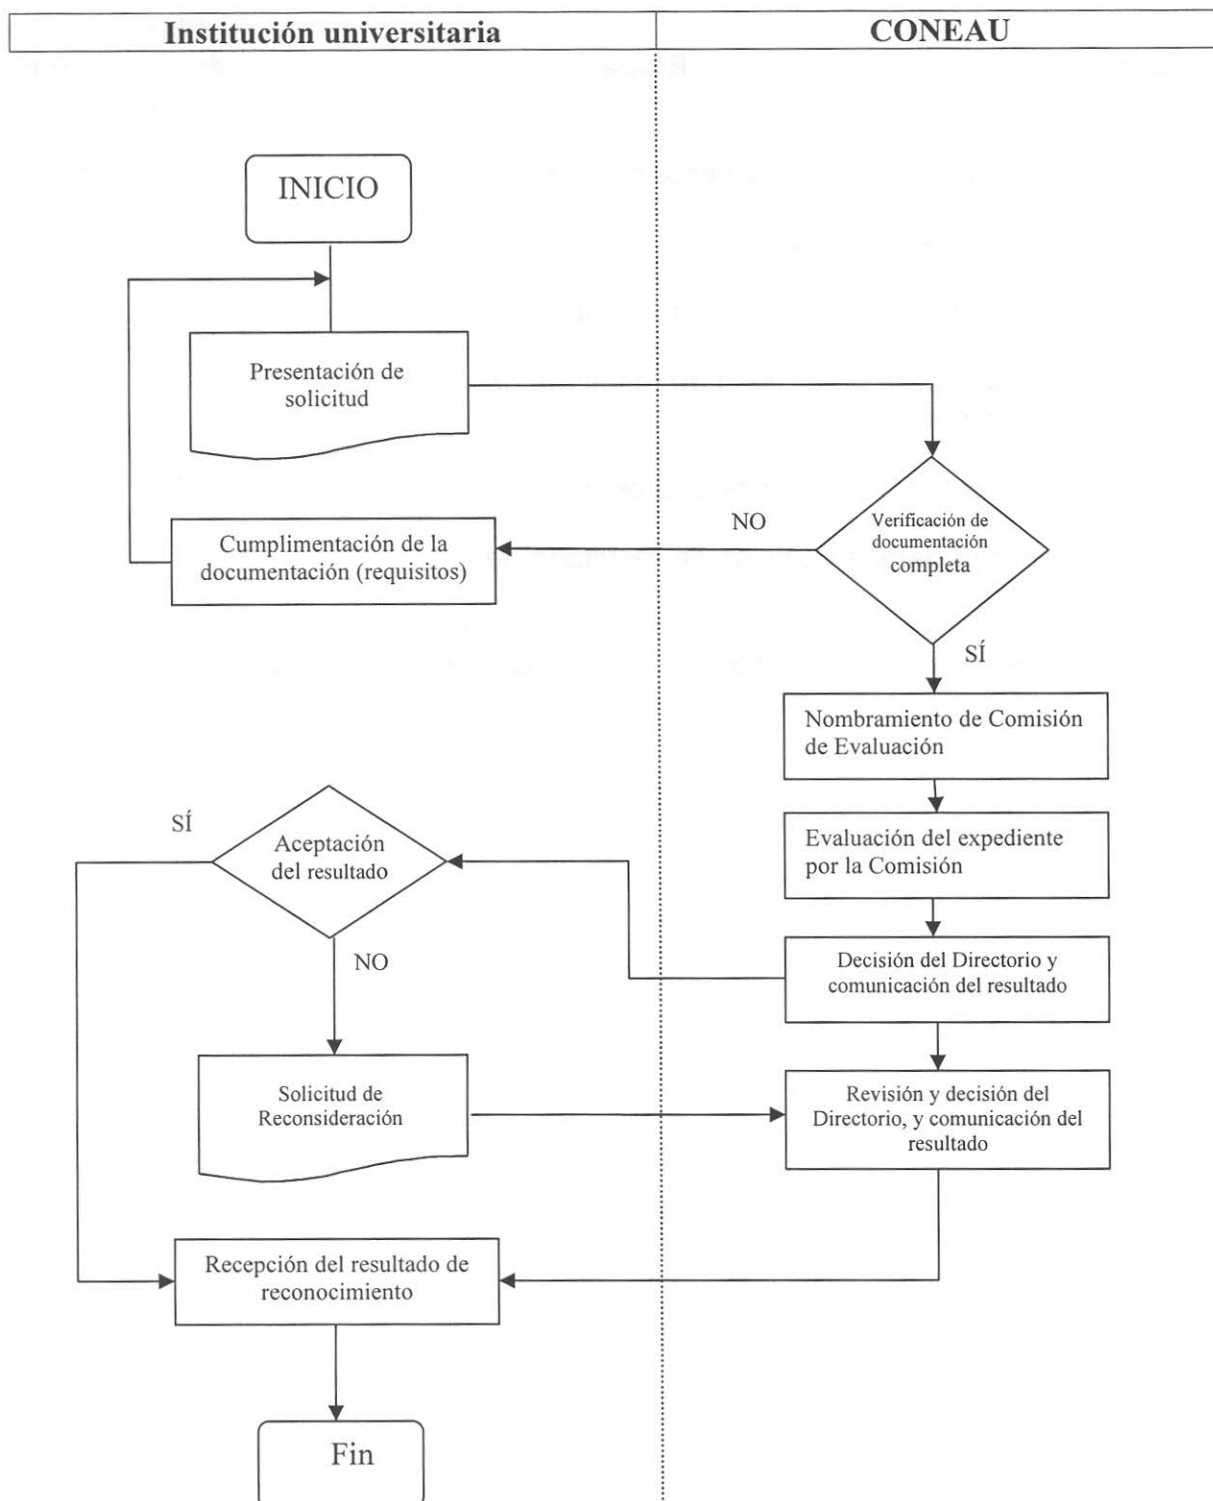 Institución universitaria
CONEAU
INICIO
Presentación de
solicitud
Verificación de
documentación
completa
NO
Cumplimentación de la
documentación (requisitos)
SÍ
Nombramiento de Comisión
de Evaluación
Evaluación del expediente
por la Comisión
SÍ
Aceptación
del resultado
Decisión del Directorio y
comunicación del resultado
NO
Solicitud de
Reconsideración
Revisión y decisión del
Directorio, y comunicación del
resultado
Recepción del resultado de
reconocimiento
Fin